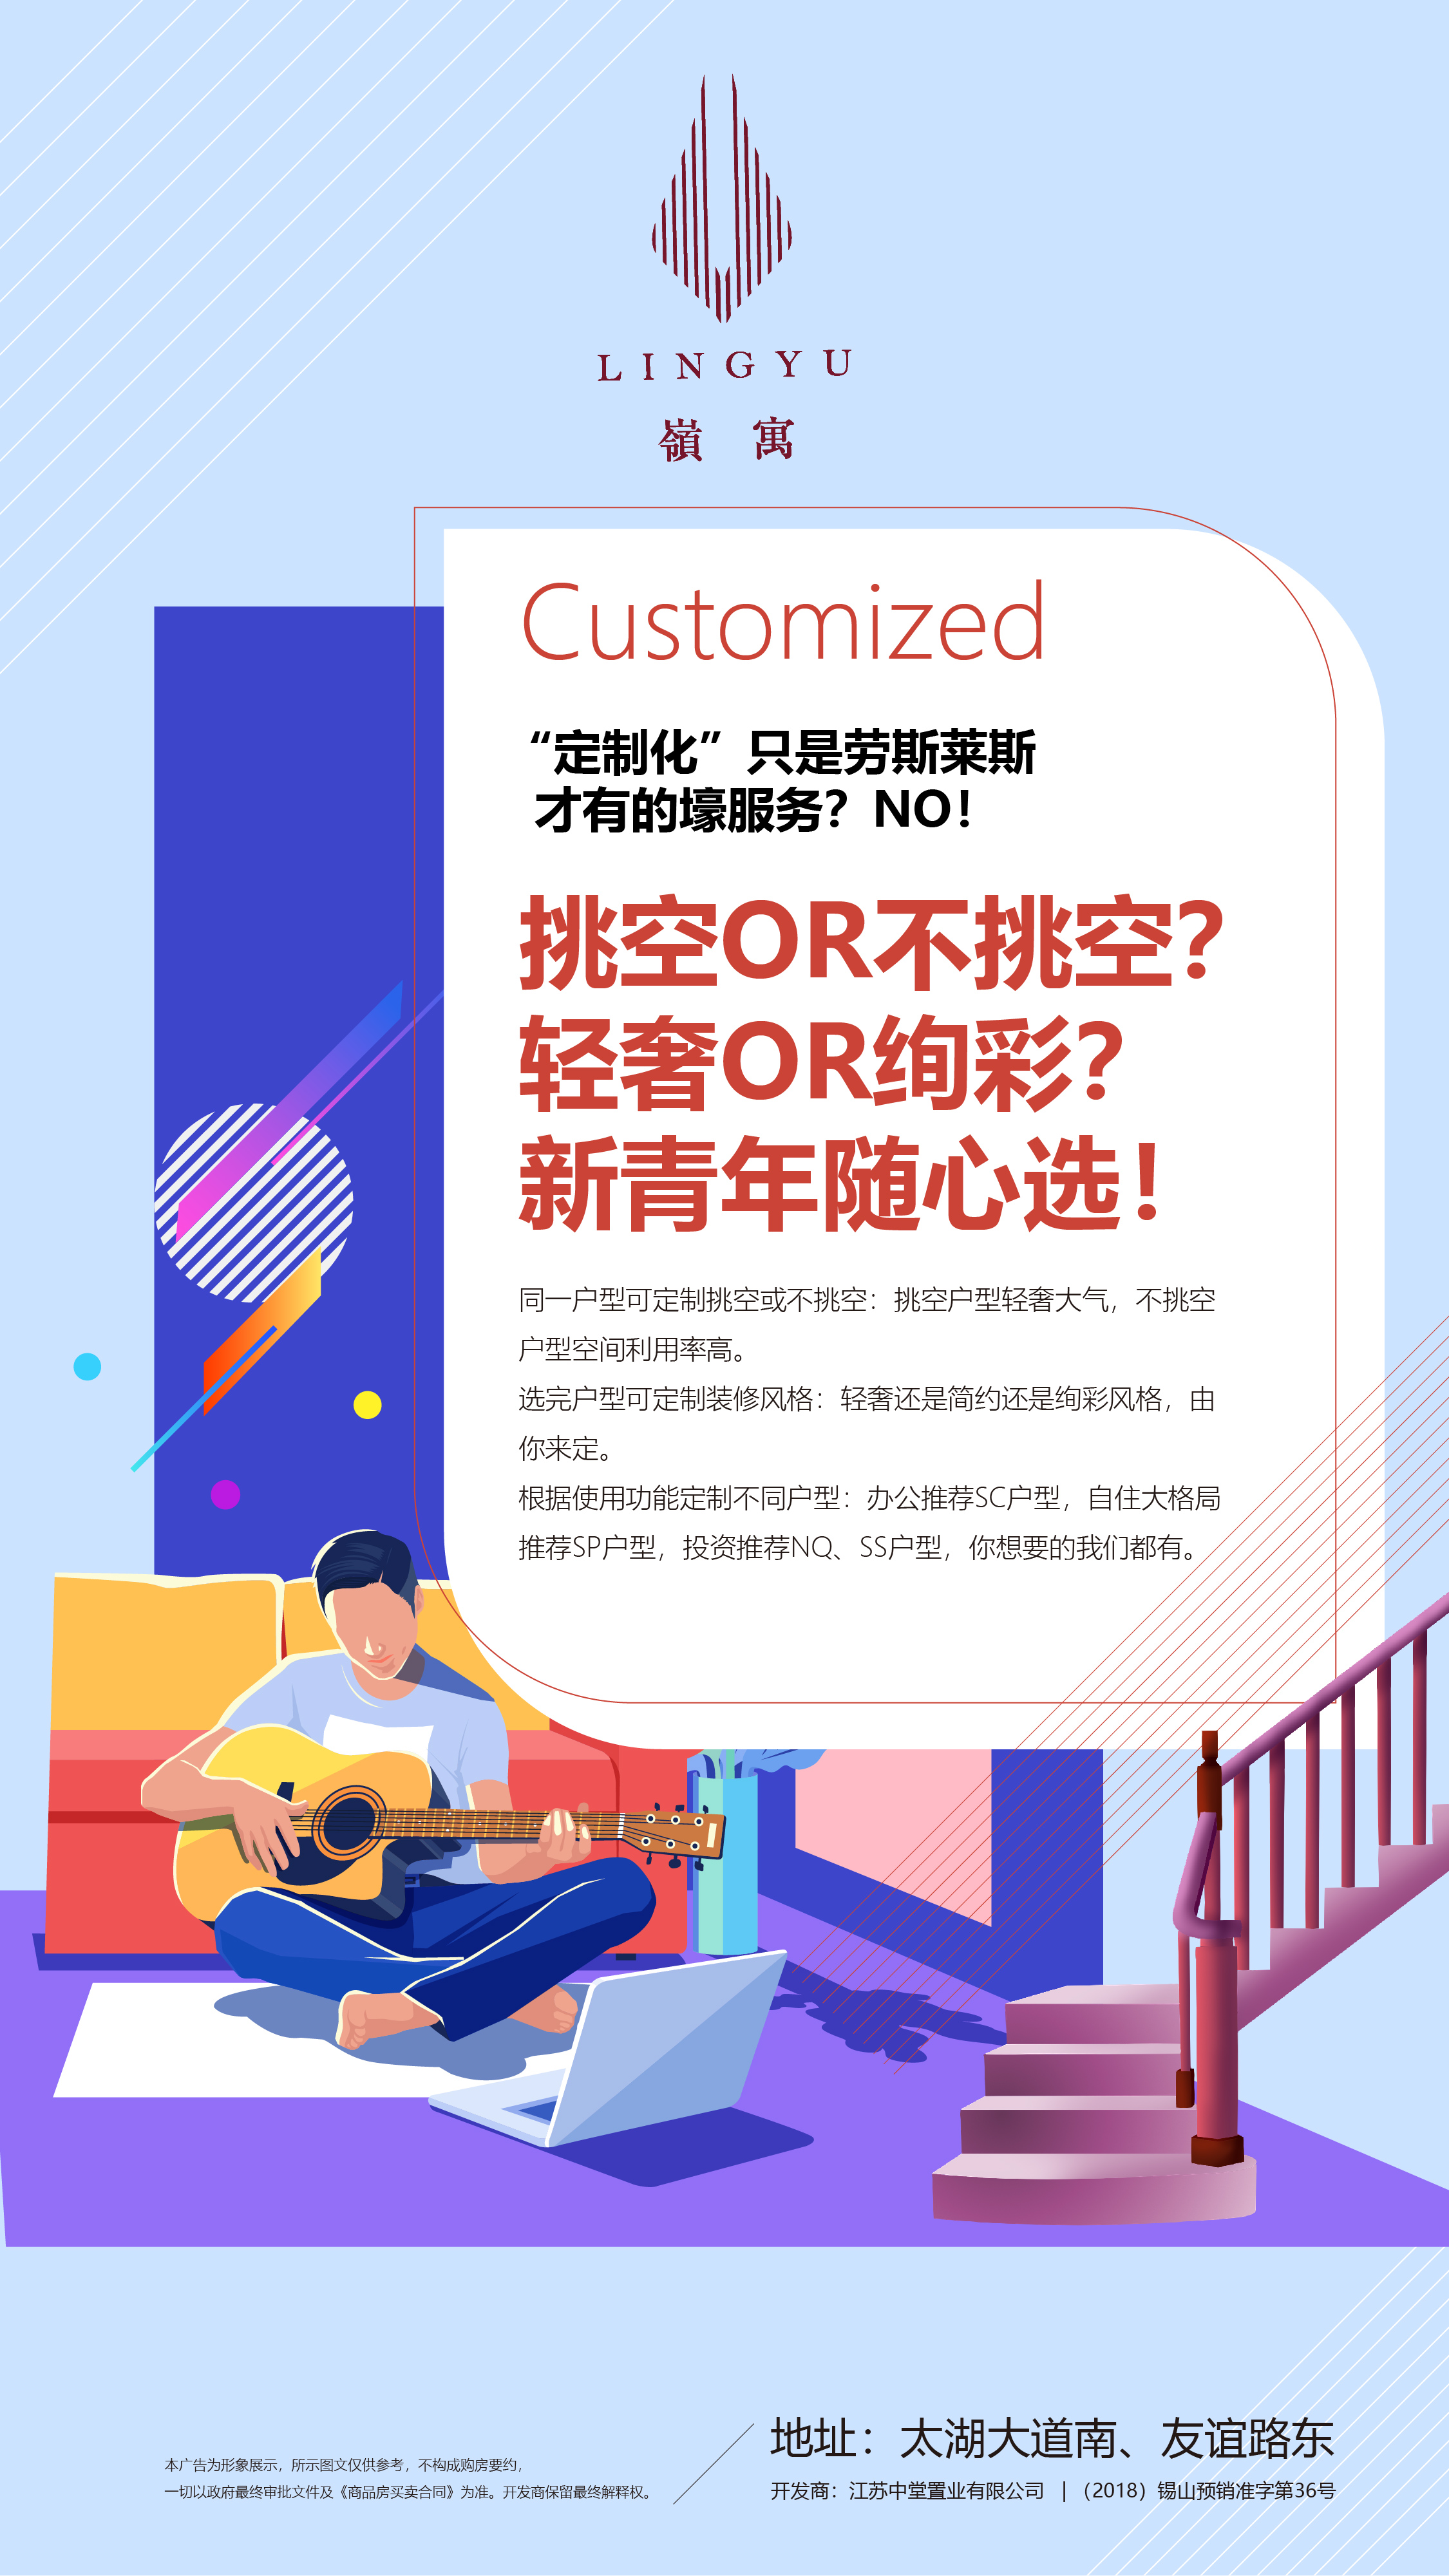 LINGYU
嶺寓
Customized
“定制化”只是劳斯莱斯
才有的壕服务？NO！
挑空OR不挑空？
轻奢OR绚彩？
新青年随心选！
同一户型可定制挑空或不挑空：挑空户型轻奢大气，不挑空
户型空间利用率高。
选完户型可定制装修风格：轻奢还是简约还是绚彩风格，由
你来定。
根据使用功能定制不同户型：办公推荐SC户型，自住大格局
推荐SP户型，投资推荐NQ、SS户型，你想要的我们都有。
本广告为形象展示，所示图文仅供参考，不构成购房要约，
一切以政府最终审批文件及《商品房买卖合同》为准。开发商保留最终解释权。
地址：太湖大道南、友谊路东
开发商：江苏中堂置业有限公司 |（2018）锡山预销准字第36号